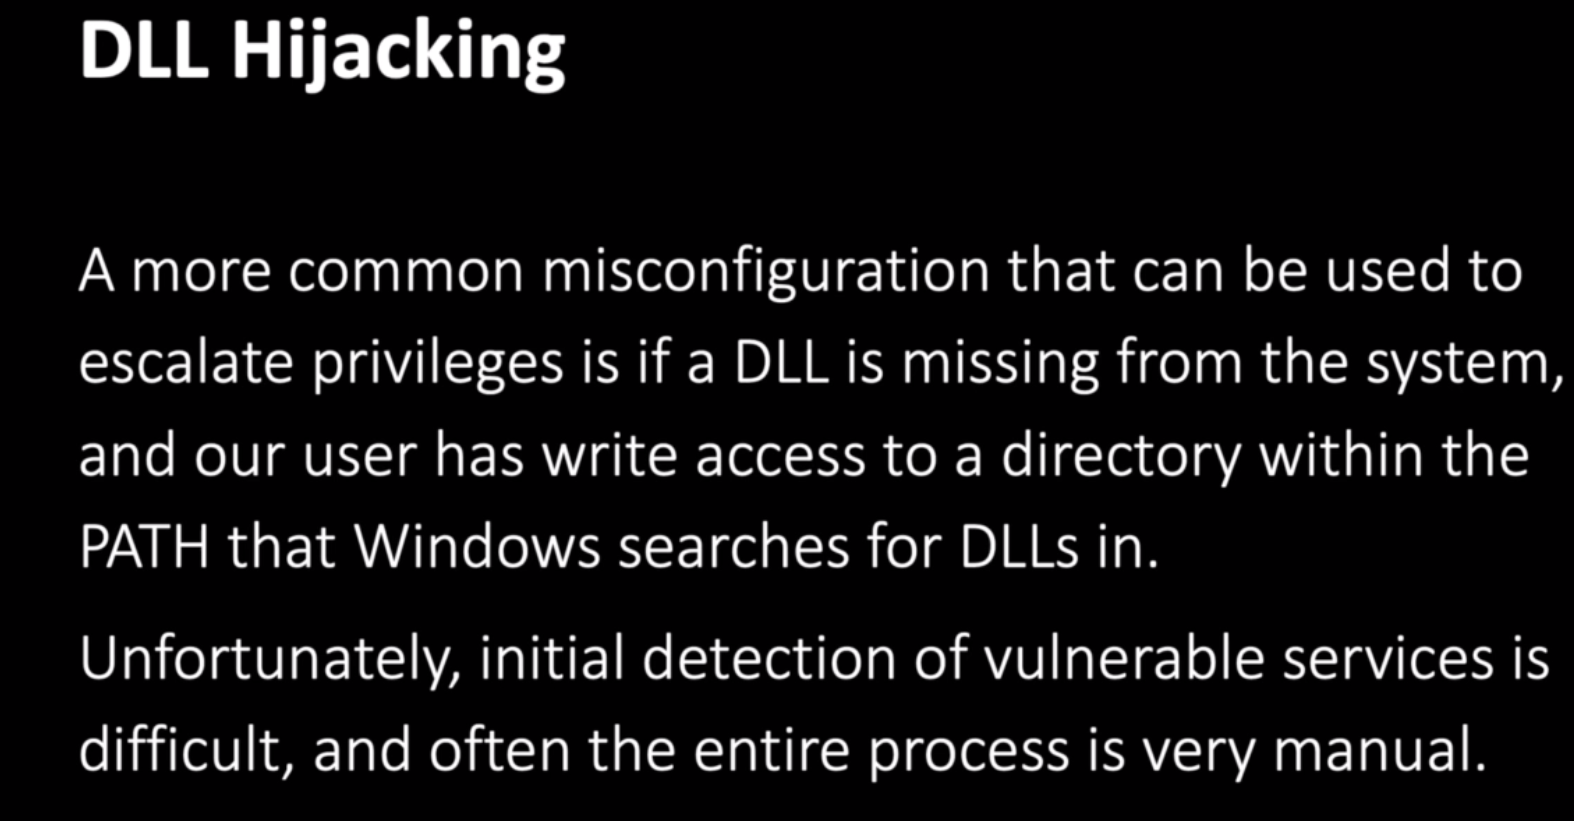 DLL Hijacking
A more common misconfiguration that can be used to
escalate privileges is if a DLL is missing from the system,
and our user has write access to a directory within the
PATH that Windows searches for DLLs in.
Unfortunately, initial detection of vulnerable services is
difficult, and often the entire process is very manual.